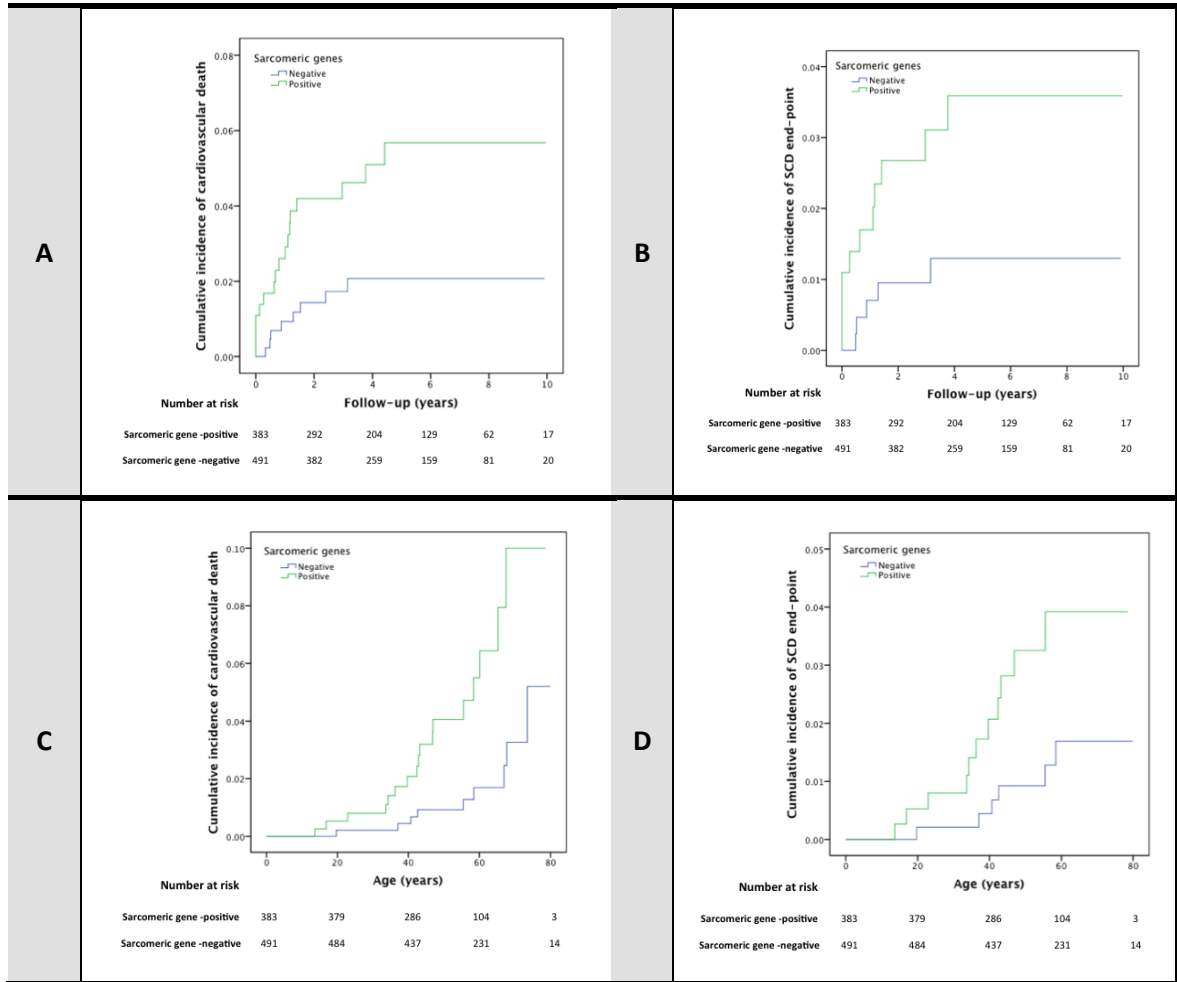 A
Cumulative incidence of cardiovascular death
0.08
0.06
0.04
0.02
0.00
Sarcomeric genes
Negative
Positive
0 2 4 6 8 10
Number at risk Follow-up (years)
Sarcomeric gene -positive 383 292 204 129 62 17
Sarcomeric gene -negative 491 382 259 159 81 20
B
Cumulative incidence of SCD end-point
0.04
0.03
0.02
0.01
0.00
Sarcomeric genes
Negative
Positive
0 2 4 6 8 10
Number at risk Follow-up (years)
Sarcomeric gene -positive 383 292 204 129 62 17
Sarcomeric gene -negative 491 382 259 159 81 20
C
Cumulative incidence of cardiovascular death
0.10
0.08
0.06
0.04
0.02
0.00
Sarcomeric genes
Negative
Positive
0 20 40 60 80
Number at risk Age (years)
Sarcomeric gene -positive 383 379 286 104 3
Sarcomeric gene -negative 491 484 437 231 14
D
Cumulative incidence of SCD end-point
0.05
0.04
0.03
0.02
0.01
0.00
Sarcomeric genes
Negative
Positive
0 20 40 60 80
Number at risk Age (years)
Sarcomeric gene -positive 383 379 286 104 3
Sarcomeric gene -negative 491 484 437 231 14